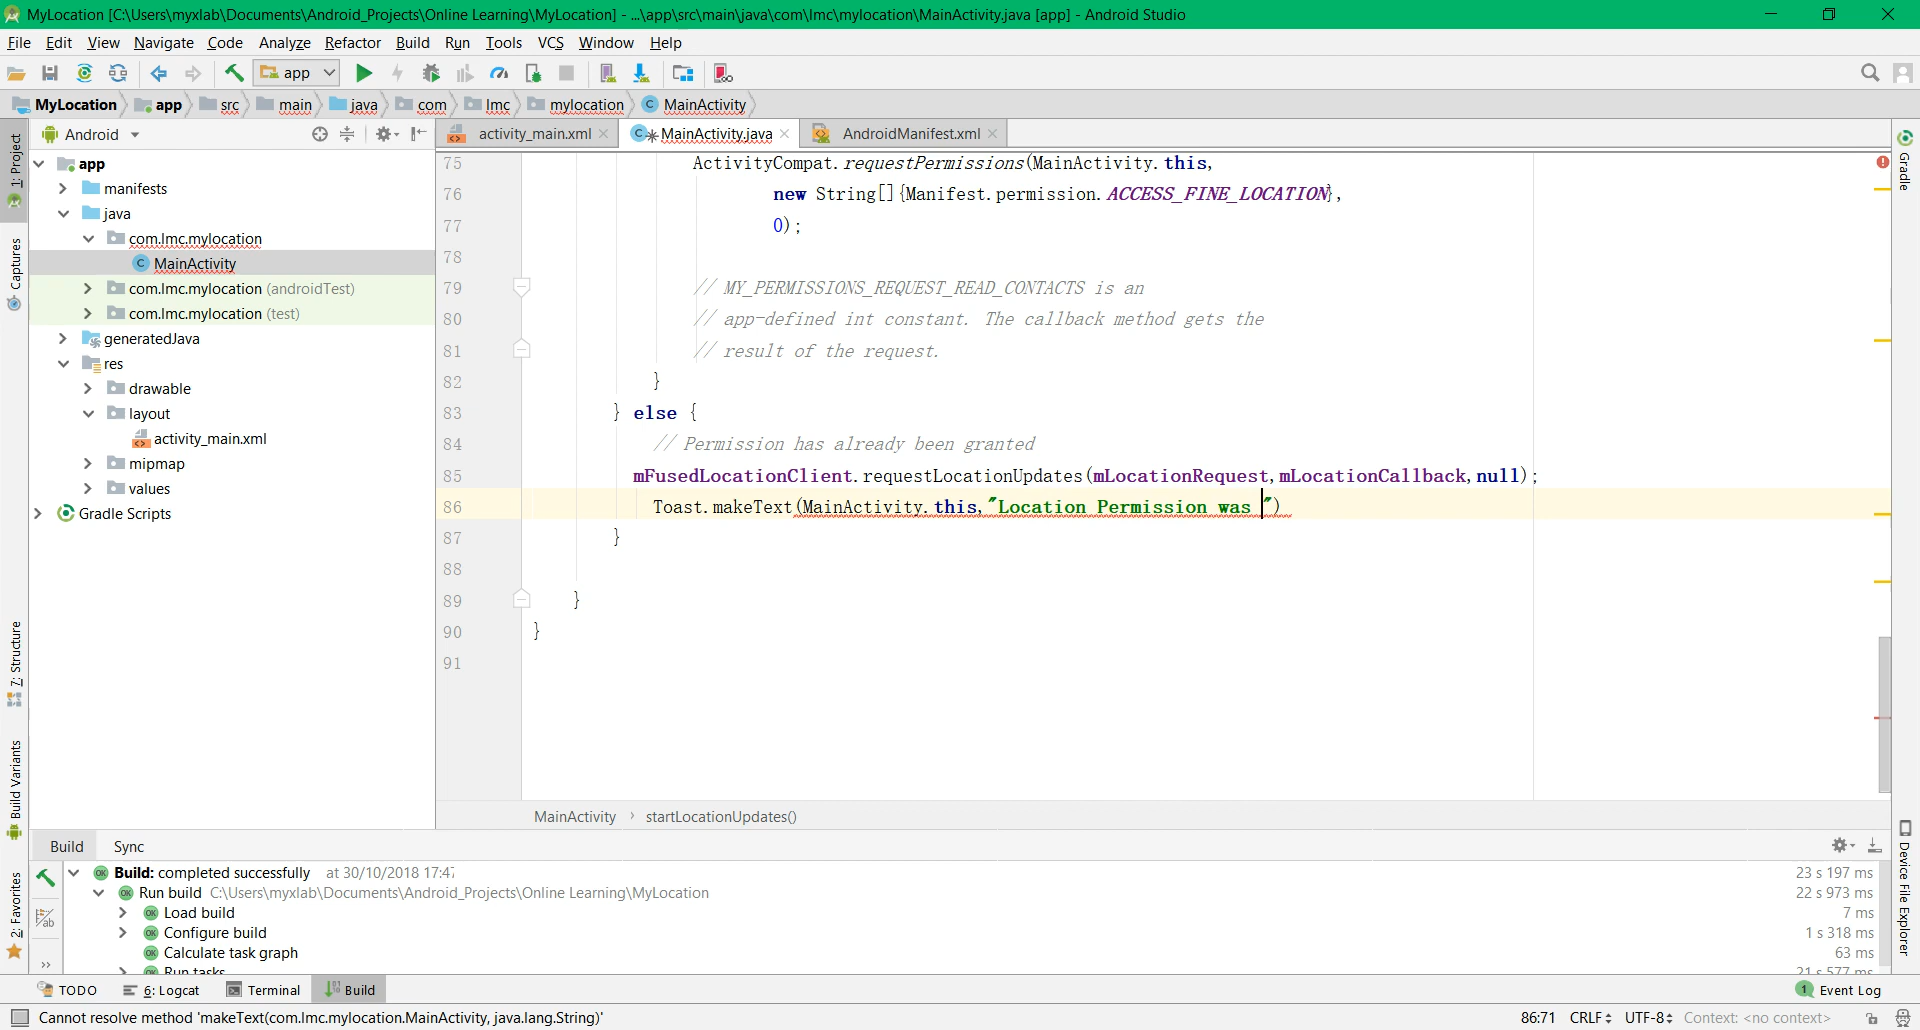 MyLocation [C:\Users\myxlab\Documents\Android_Projects\Online Learning\MyLocation] - ...\app\src\main\java\com\lmc\mylocation\MainActivity.java [app] - Android Studio
File Edit View Navigate Code Analyze Refactor Build Run Tools VCS Window Help
app
MyLocation app src main java com lmc mylocation MainActivity
1: Project
Captures
7: Structure
Build Variants
2: Favorites
Android
app
manifests
java
com.lmc.mylocation
MainActivity
com.lmc.mylocation (androidTest)
com.lmc.mylocation (test)
generatedJava
res
drawable
layout
activity_main.xml
mipmap
values
Gradle Scripts
activity_main.xml MainActivity.java AndroidManifest.xml
75 ActivityCompat.requestPermissions(MainActivity.this,
76 new String[]{Manifest.permission.ACCESS_FINE_LOCATION},
77 0);
78
79 // MY_PERMISSIONS_REQUEST_READ_CONTACTS is an
80 // app-defined int constant. The callback method gets the
81 // result of the request.
82 }
83 } else {
84 // Permission has already been granted
85 mFusedLocationClient.requestLocationUpdates(mLocationRequest,mLocationCallback,null);
86 Toast.makeText(MainActivity.this,"Location Permission was ")
87 }
88
89 }
90 }
91
MainActivity › startLocationUpdates()
Gradle
Device File Explorer
Build Sync
Build: completed successfully at 30/10/2018 17:47 23 s 197 ms
Run build C:\Users\myxlab\Documents\Android_Projects\Online Learning\MyLocation 22 s 973 ms
Load build 7 ms
Configure build 1 s 318 ms
Calculate task graph 63 ms
Run tasks 21 s 577 ms
TODO 6: Logcat Terminal Build 1 Event Log
Cannot resolve method 'makeText(com.lmc.mylocation.MainActivity, java.lang.String)' 86:71 CRLF UTF-8 Context: <no context>